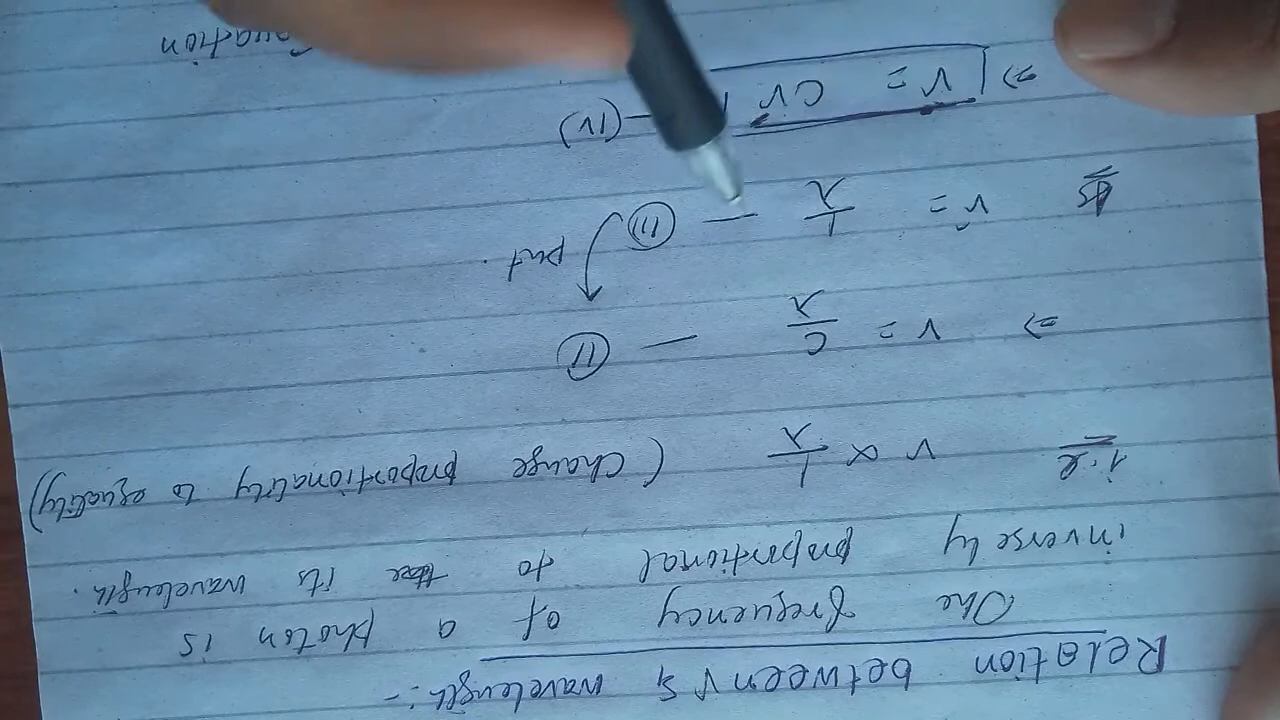 Relation between ν & wavelength:-
The frequency of a photon is
inversely proportional to its wavelength.
i.e ν ∝ 1/λ (Change proportionality to equality)
⇒ ν = c/λ — (II)
put
As ν̄ = 1/λ — (III)
⇒ ν = cν̄ — (IV)